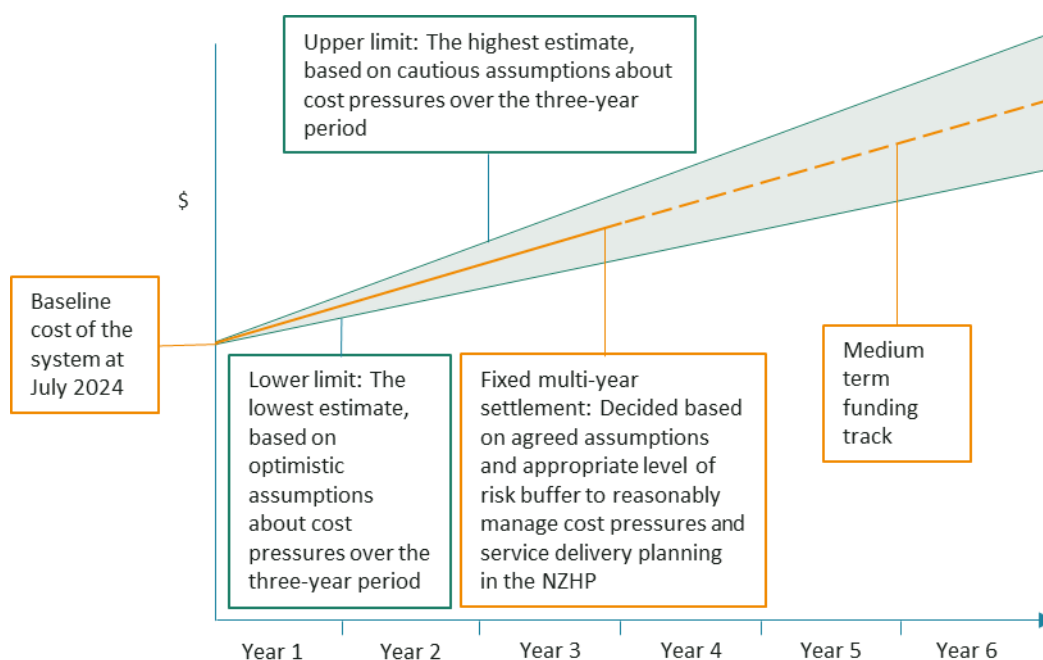 Upper limit: The highest estimate,
based on cautious assumptions about
cost pressures over the three-year
period
$
Baseline
cost of the
system at
July 2024
Lower limit: The
lowest estimate,
based on
optimistic
assumptions
about cost
pressures over the
three-year period
Fixed multi-year
settlement: Decided based
on agreed assumptions
and appropriate level of
risk buffer to reasonably
manage cost pressures and
service delivery planning
in the NZHP
Medium
term
funding
track
Year 1
Year 2
Year 3
Year 4
Year 5
Year 6